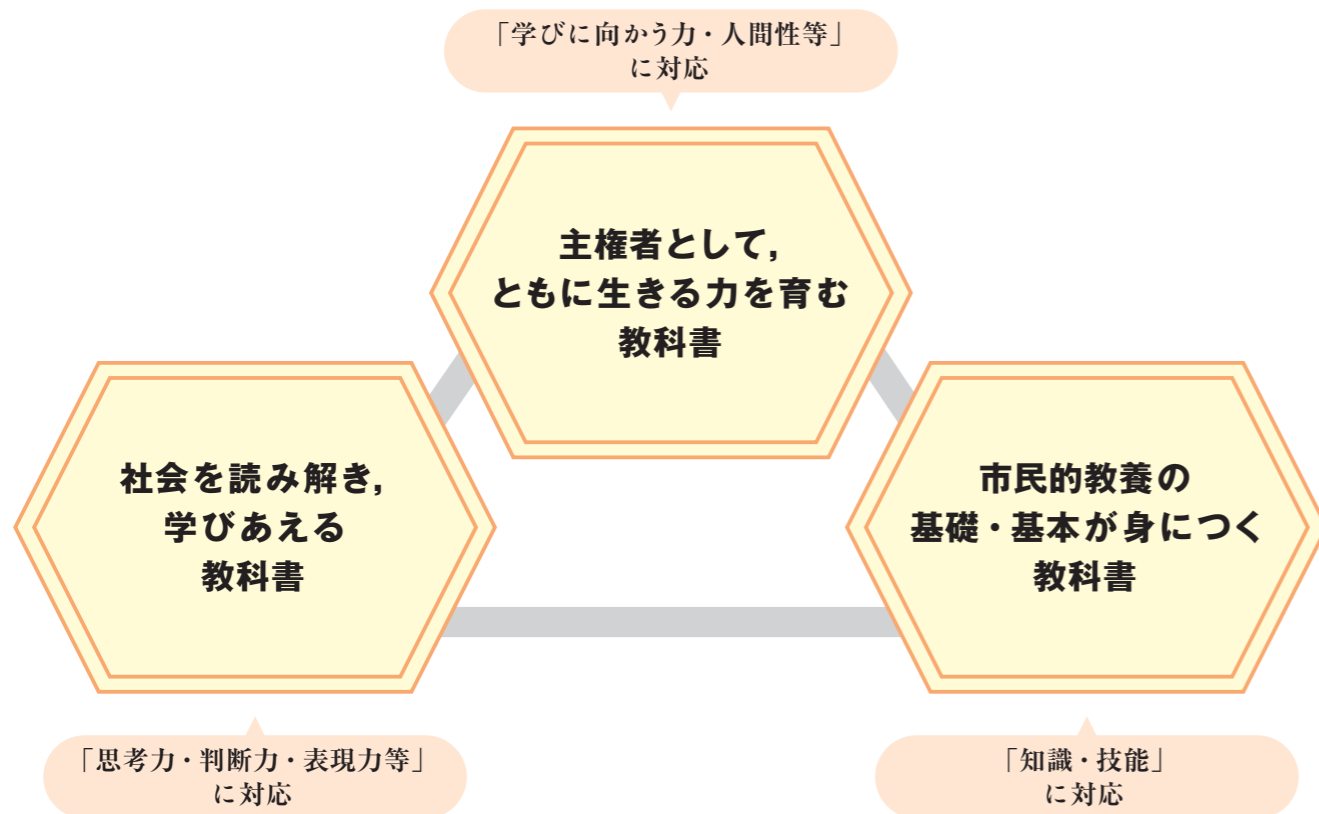 「学びに向かう力・人間性等」
に対応
主権者として,
ともに生きる力を育む
教科書
社会を読み解き,
学びあえる
教科書
市民的教養の
基礎・基本が身につく
教科書
「思考力・判断力・表現力等」
に対応
「知識・技能」
に対応